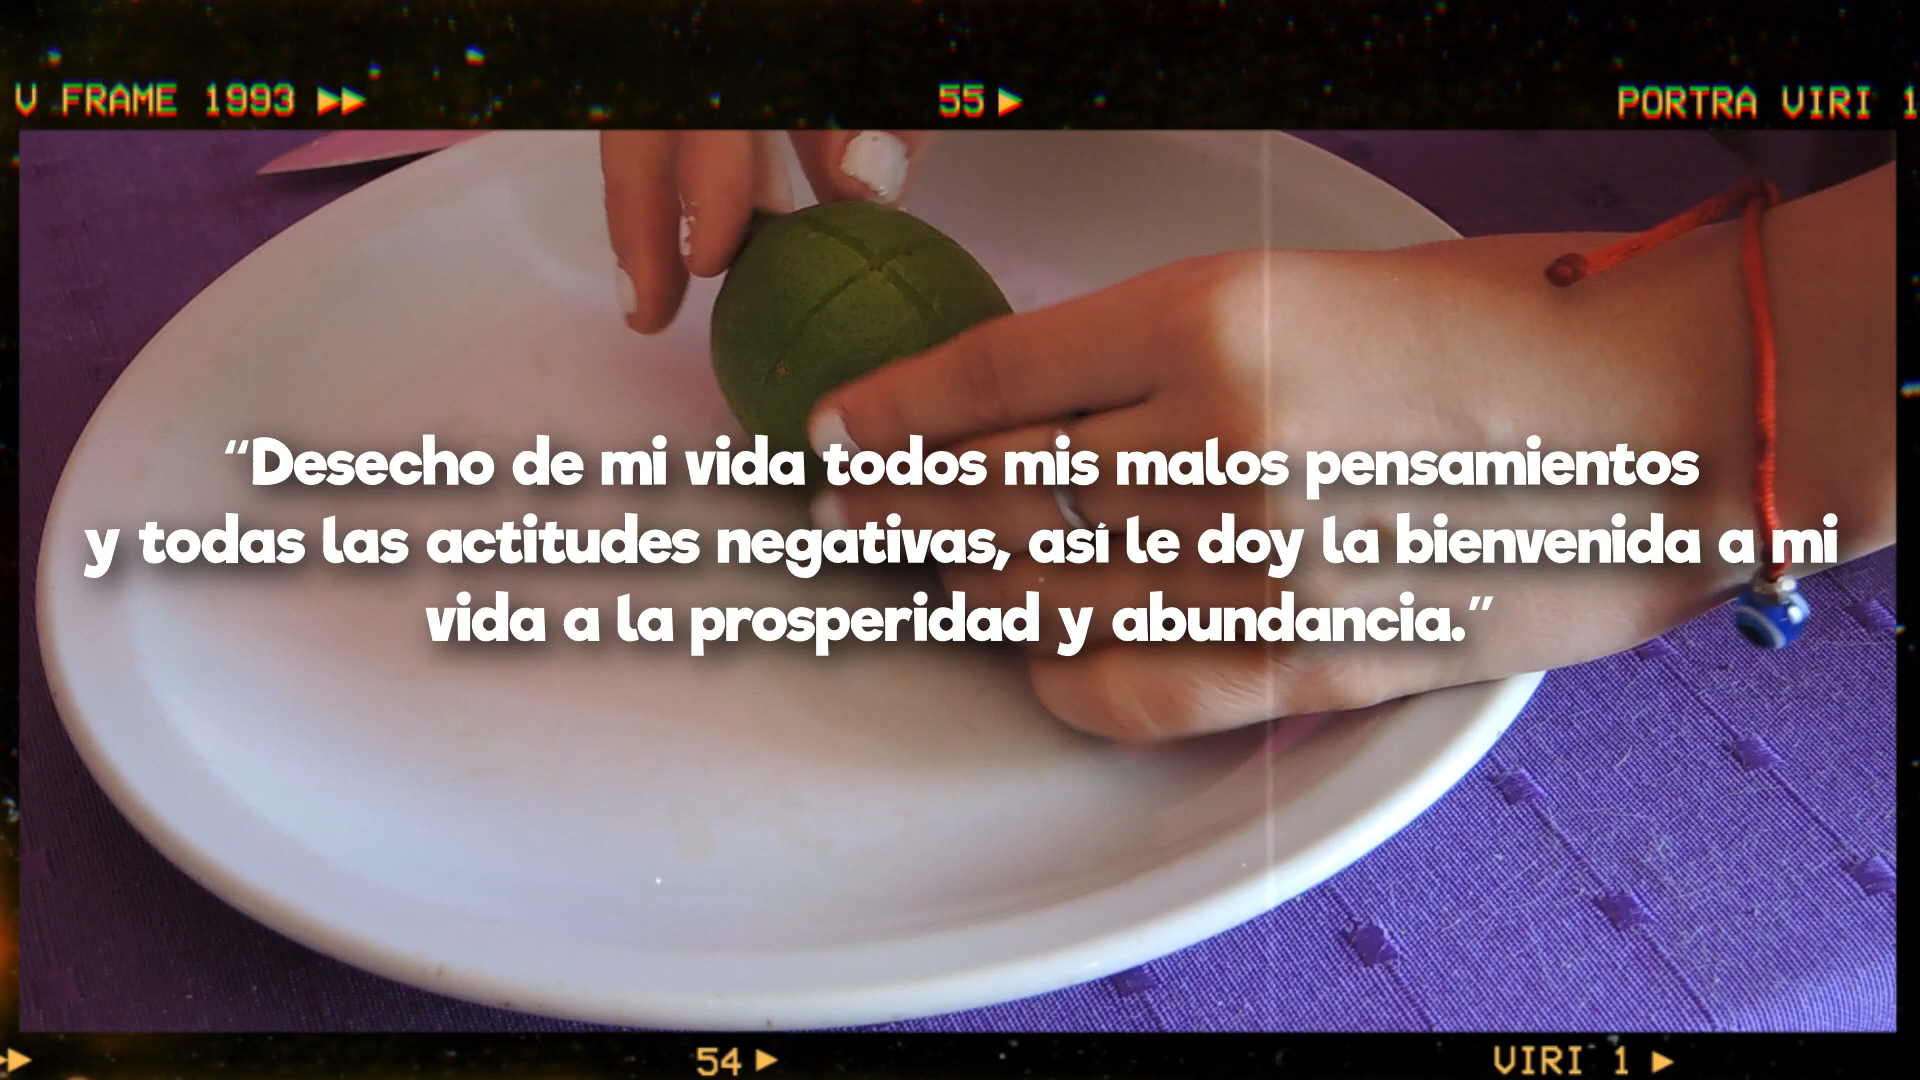 V FRAME 1993
55
PORTRA VIRI 1
“Desecho de mi vida todos mis malos pensamientos
y todas las actitudes negativas, así le doy la bienvenida a mi
vida a la prosperidad y abundancia.”
54
VIRI 1